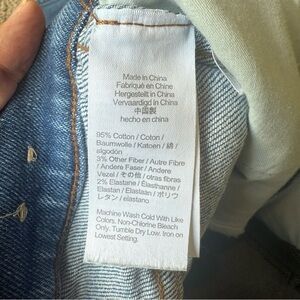 Made in China
Fabriqué en Chine
Hergestellt in China
Vervaardigd in China
中国製
hecho en china
95% Cotton / Coton /
Baumwolle / Katoen / 綿 /
algodón
3% Other Fiber / Autre Fibre
/ Andere Faser / Andere
Vezel / その他 / otras fibras
2% Elastane / Élasthanne /
Elastan / Elastaan / ポリウ
レタン / elastano
Machine Wash Cold With Like
Colors. Non-Chlorine Bleach
Only. Tumble Dry Low. Iron on
Lowest Setting.